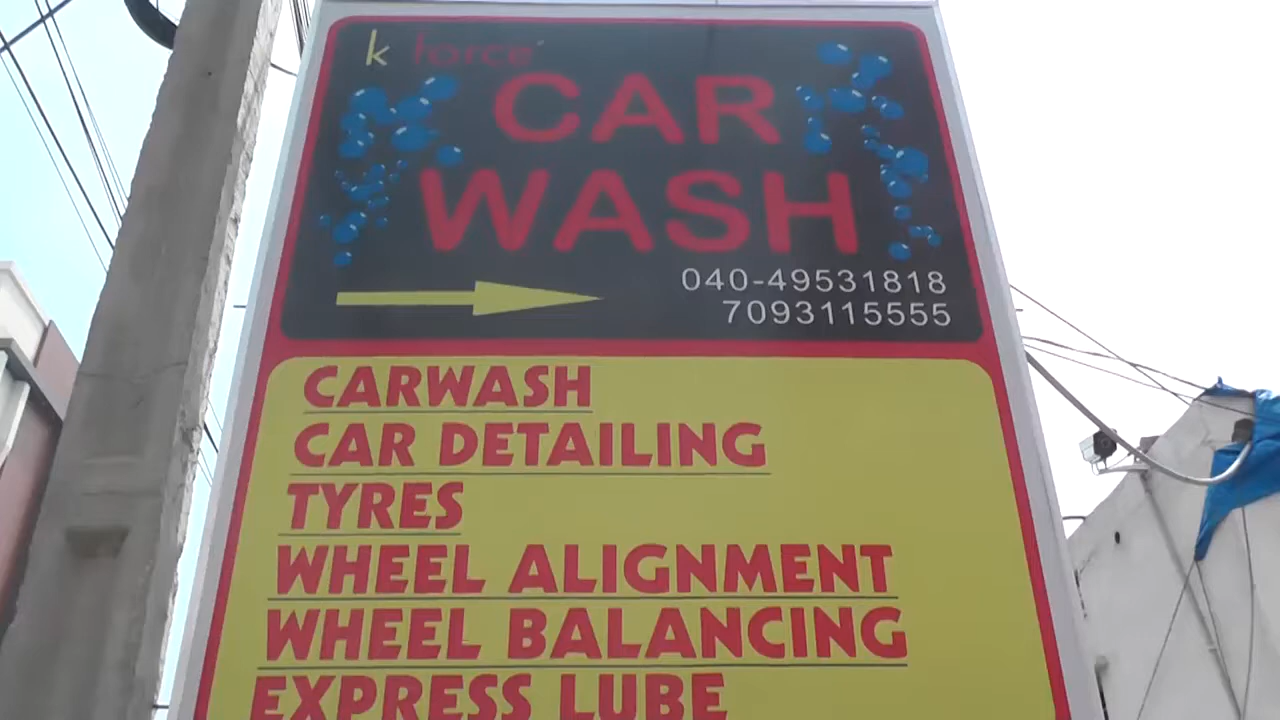 k force
CAR
WASH
040-49531818
7093115555
CARWASH
CAR DETAILING
TYRES
WHEEL ALIGNMENT
WHEEL BALANCING
EXPRESS LUBE